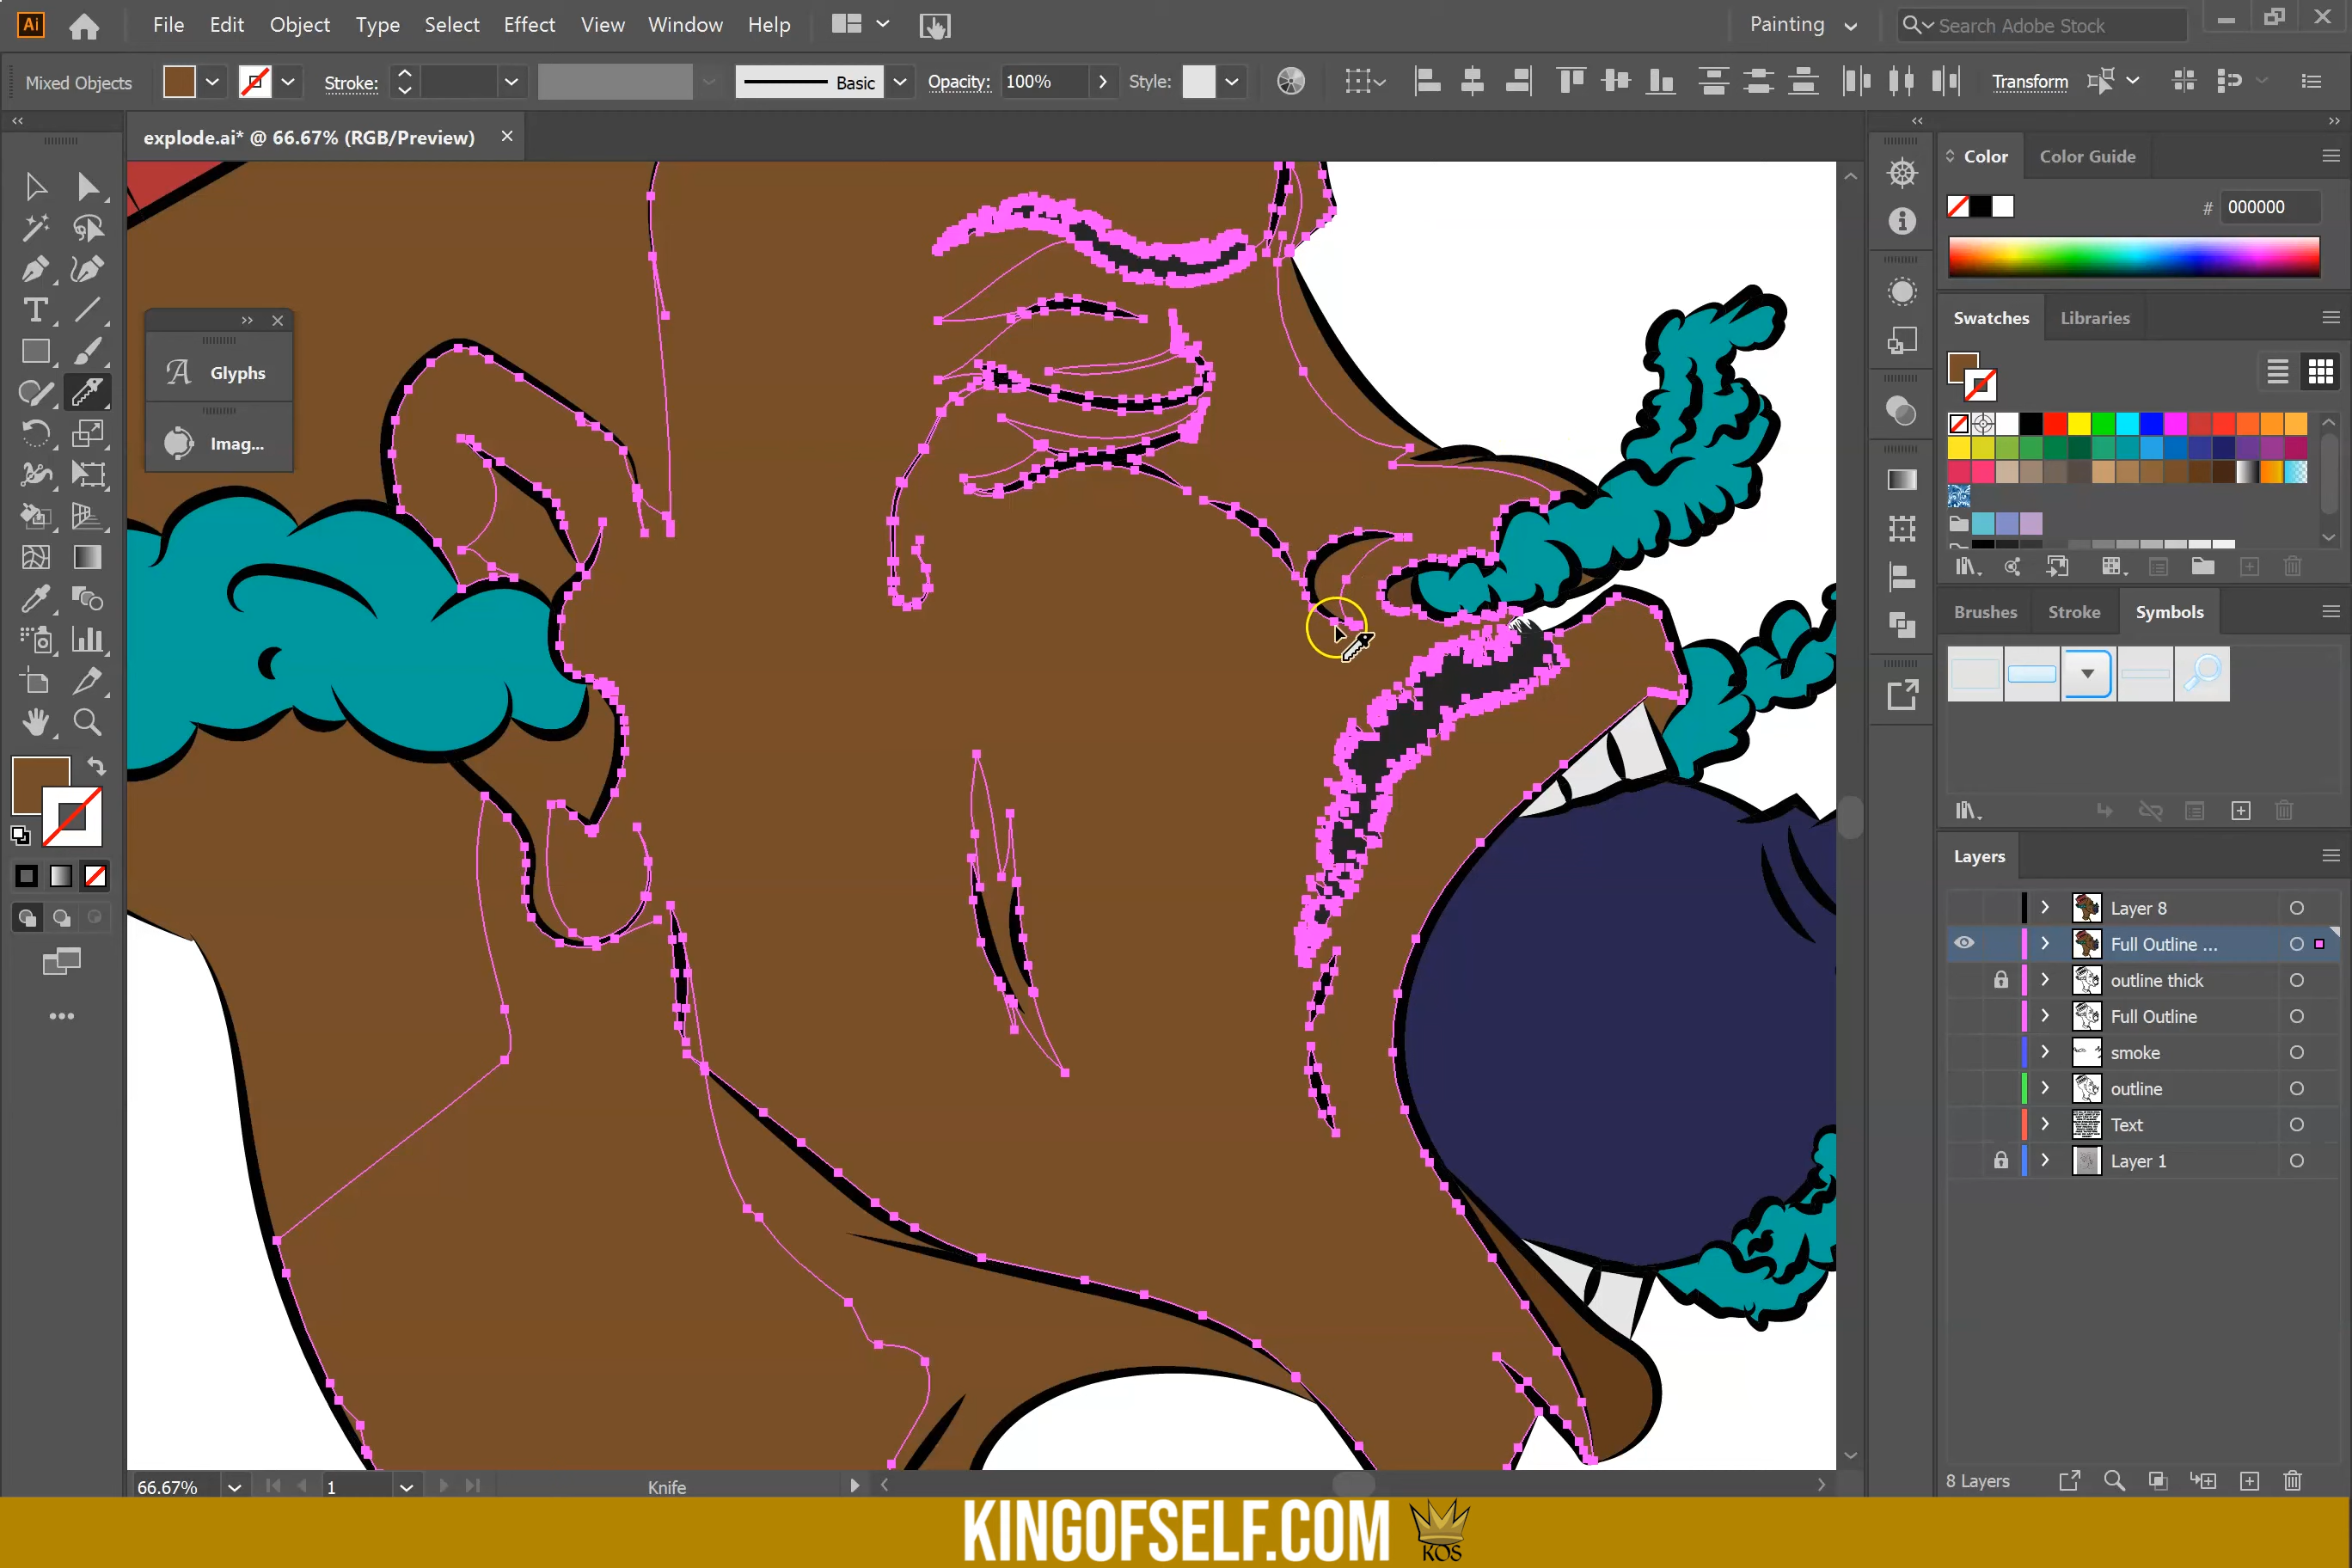 Ai File Edit Object Type Select Effect View Window Help Painting Search Adobe Stock
Mixed Objects Stroke: Basic Opacity: 100% Style: Transform
explode.ai* @ 66.67% (RGB/Preview)
Color Color Guide
# 000000
Glyphs
Imag...
Swatches Libraries
Brushes Stroke Symbols
Layers
Layer 8
Full Outline ...
outline thick
Full Outline
smoke
outline
Text
Layer 1
66.67% 1 Knife
8 Layers
KINGOFSELF.COM
KOS